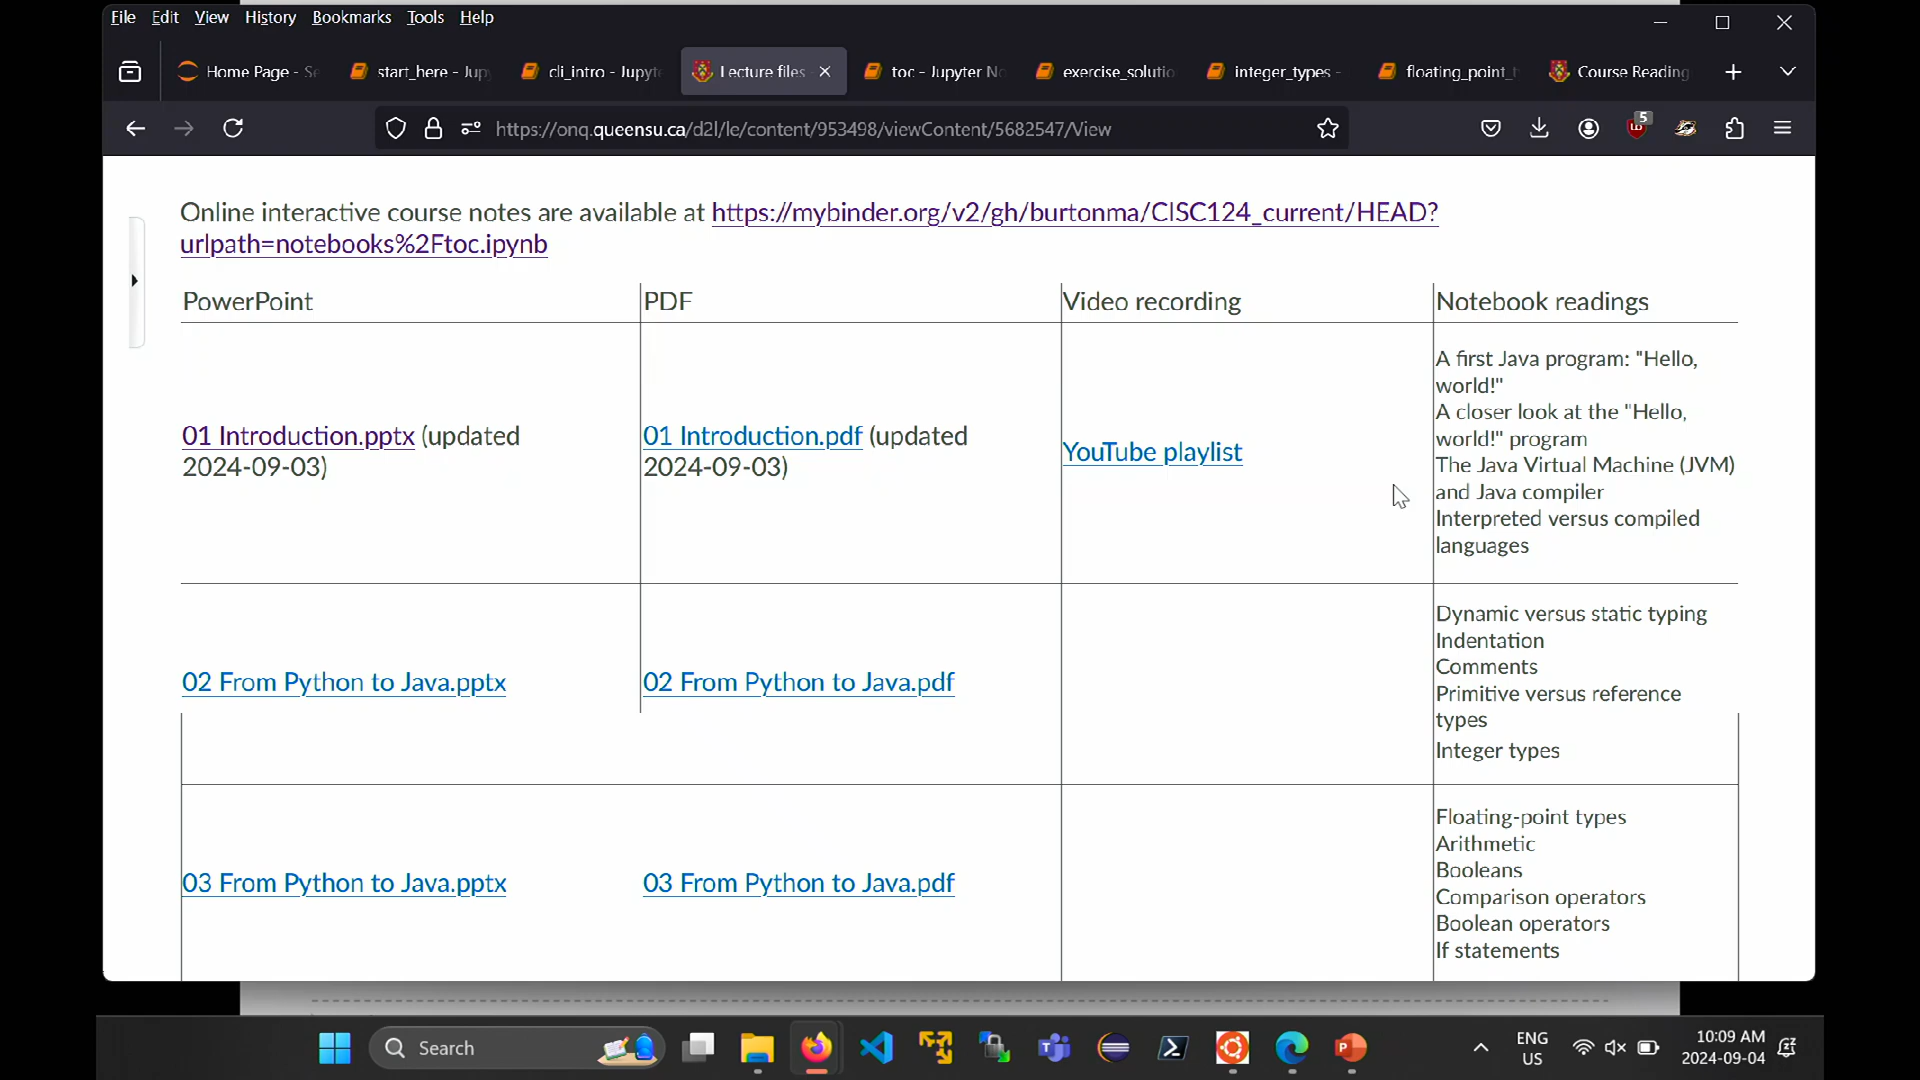 File Edit View History Bookmarks Tools Help
Home Page - Se
start_here - Jupy
cli_intro - Jupyte
Lecture files
toc - Jupyter No
exercise_solutio
integer_types -
floating_point_t
Course Reading
https://onq.queensu.ca/d2l/le/content/953498/viewContent/5682547/View
5
Online interactive course notes are available at https://mybinder.org/v2/gh/burtonma/CISC124_current/HEAD?
urlpath=notebooks%2Ftoc.ipynb
PowerPoint PDF Video recording Notebook readings
01 Introduction.pptx (updated
2024-09-03)
01 Introduction.pdf (updated
2024-09-03)
YouTube playlist
A first Java program: "Hello,
world!"
A closer look at the "Hello,
world!" program
The Java Virtual Machine (JVM)
and Java compiler
Interpreted versus compiled
languages
02 From Python to Java.pptx
02 From Python to Java.pdf
Dynamic versus static typing
Indentation
Comments
Primitive versus reference
types
Integer types
03 From Python to Java.pptx
03 From Python to Java.pdf
Floating-point types
Arithmetic
Booleans
Comparison operators
Boolean operators
If statements
Search
ENG
US
10:09 AM
2024-09-04